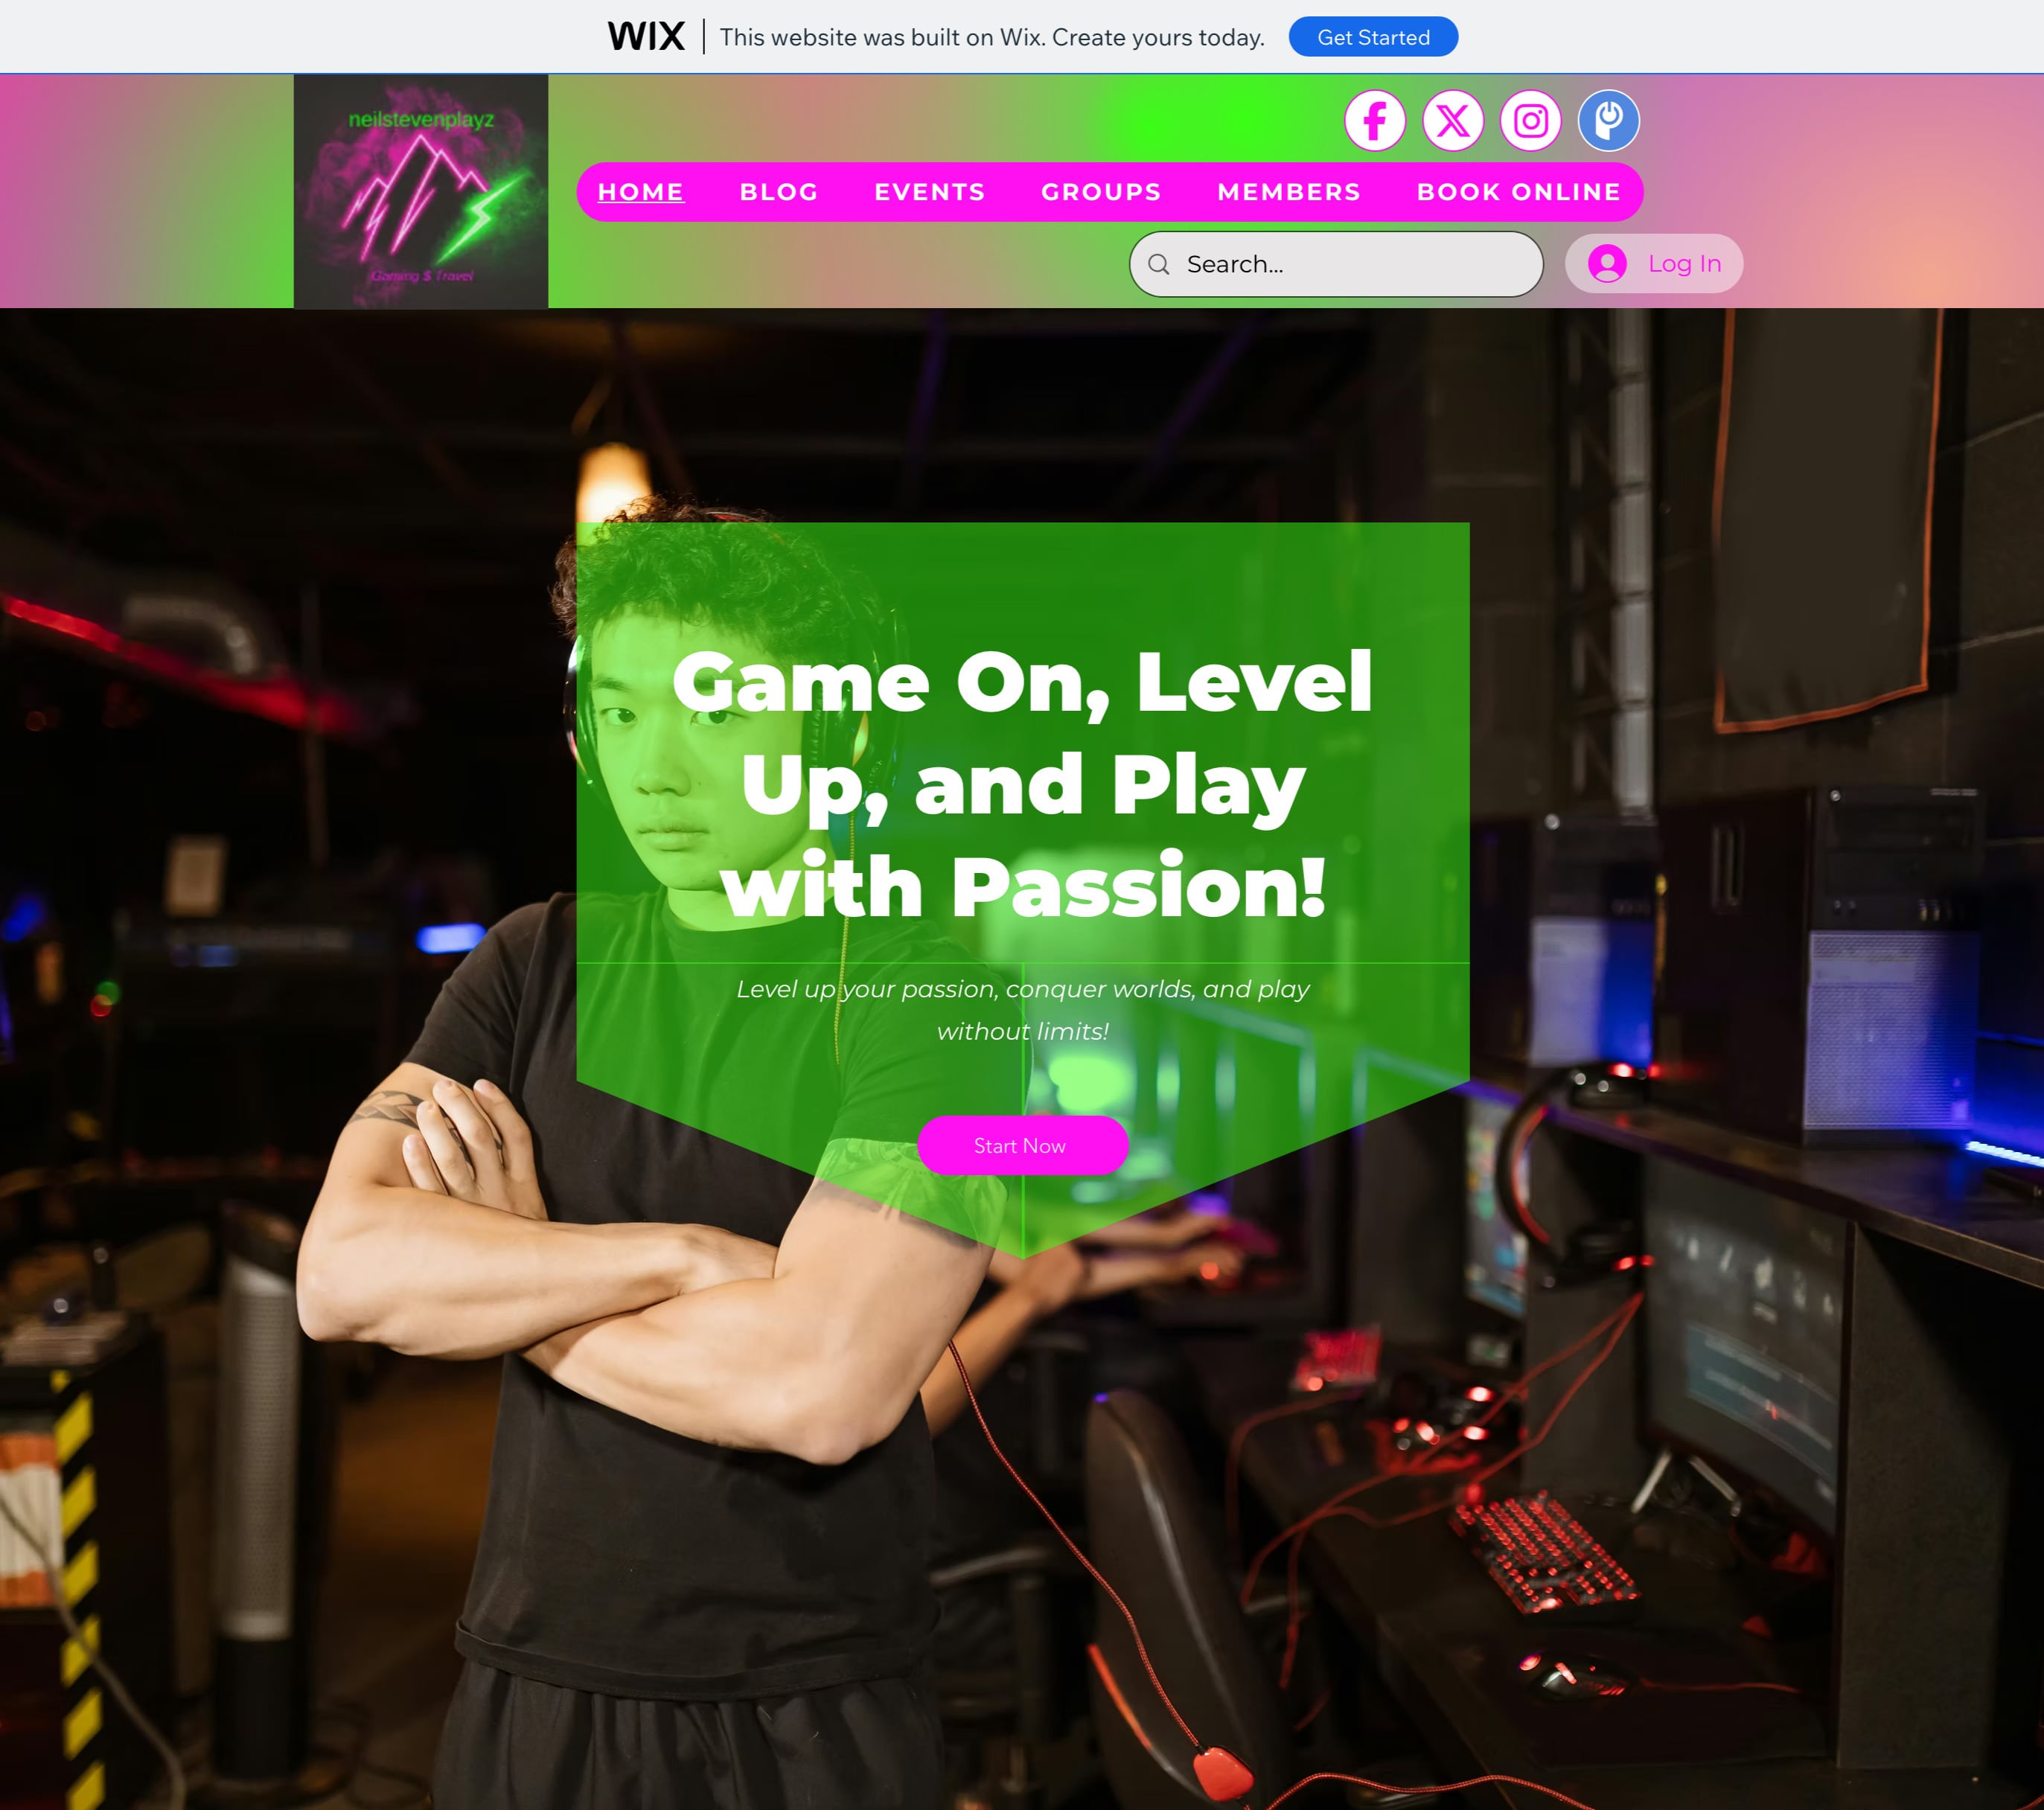 WIX
This website was built on Wix. Create yours today.
Get Started
neilstevenplayz
Gaming $ Travel
HOME
BLOG
EVENTS
GROUPS
MEMBERS
BOOK ONLINE
Search...
Log In
Game On, Level
Up, and Play
with Passion!
Level up your passion, conquer worlds, and play
without limits!
Start Now